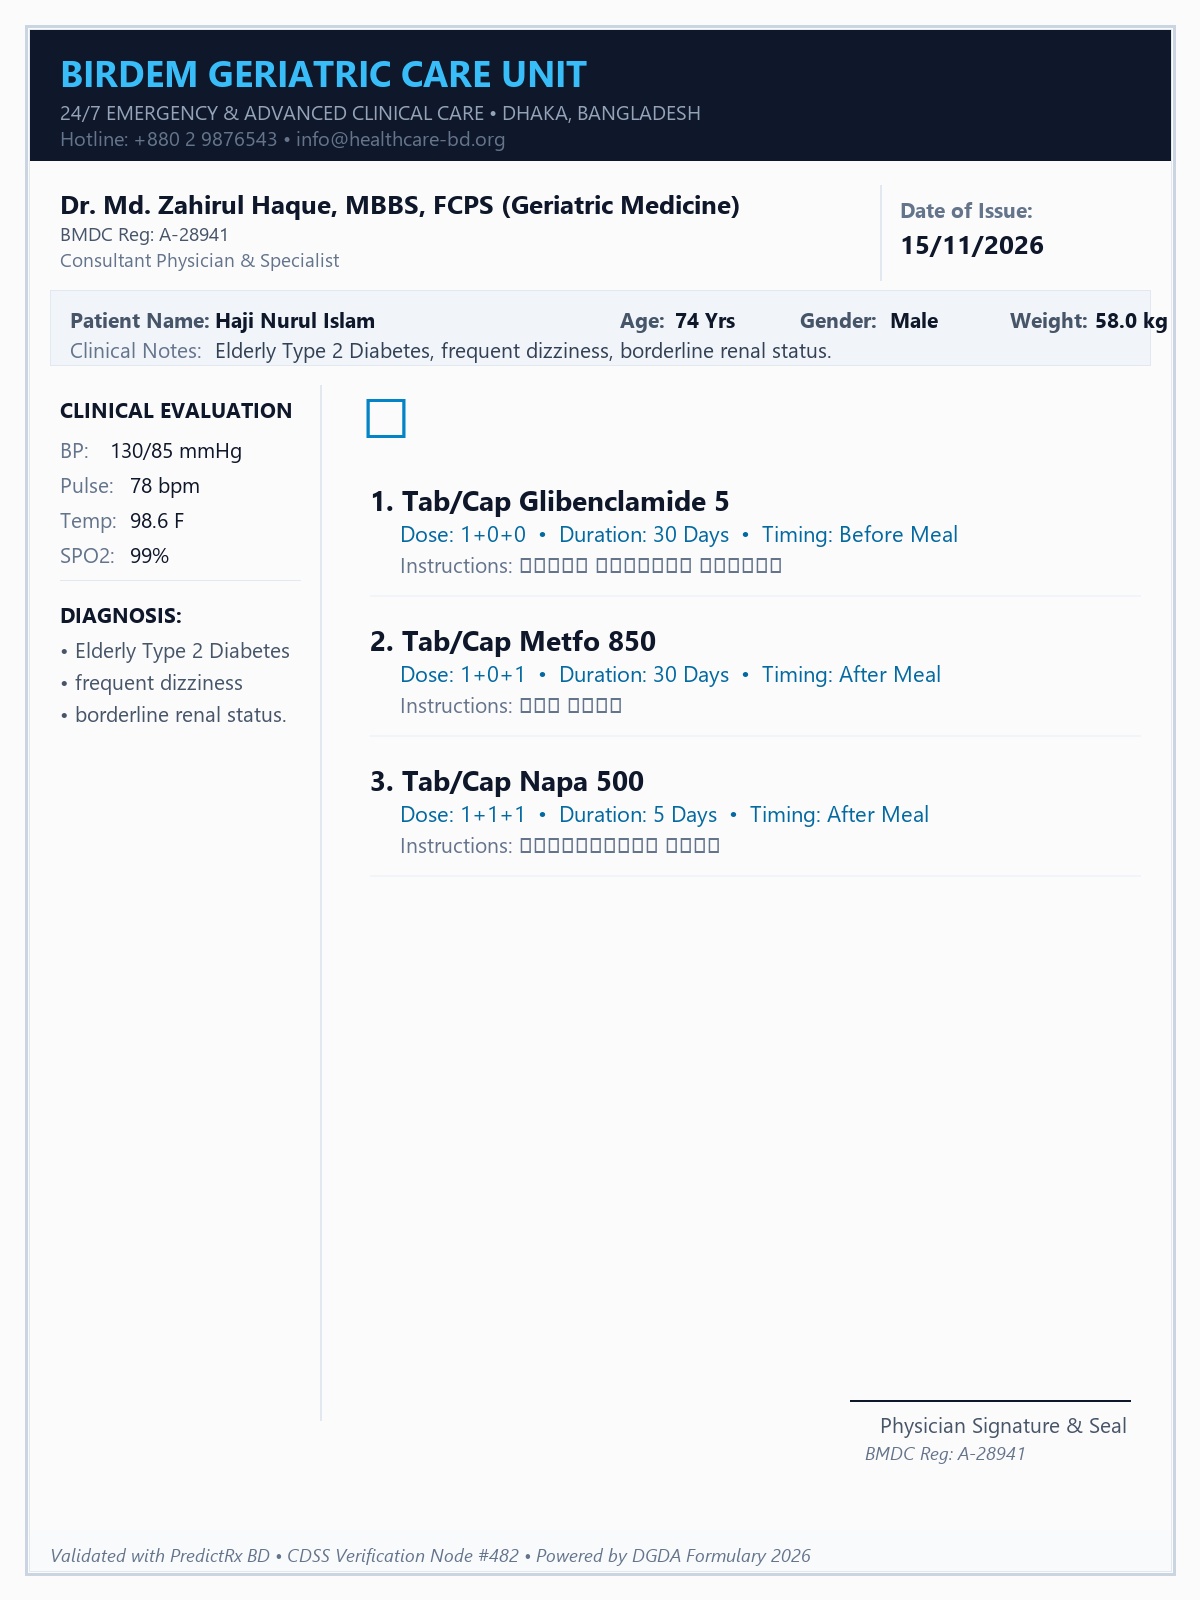 BIRDEM GERIATRIC CARE UNIT
24/7 EMERGENCY & ADVANCED CLINICAL CARE • DHAKA, BANGLADESH
Hotline: +880 2 9876543 • info@healthcare-bd.org
Dr. Md. Zahirul Haque, MBBS, FCPS (Geriatric Medicine)
BMDC Reg: A-28941
Consultant Physician & Specialist
Date of Issue:
15/11/2026
Patient Name: Haji Nurul Islam Age: 74 Yrs Gender: Male Weight: 58.0 kg
Clinical Notes: Elderly Type 2 Diabetes, frequent dizziness, borderline renal status.
CLINICAL EVALUATION
BP: 130/85 mmHg
Pulse: 78 bpm
Temp: 98.6 F
SPO2: 99%
DIAGNOSIS:
• Elderly Type 2 Diabetes
• frequent dizziness
• borderline renal status.
1. Tab/Cap Glibenclamide 5
Dose: 1+0+0 • Duration: 30 Days • Timing: Before Meal
Instructions:
2. Tab/Cap Metfo 850
Dose: 1+0+1 • Duration: 30 Days • Timing: After Meal
Instructions:
3. Tab/Cap Napa 500
Dose: 1+1+1 • Duration: 5 Days • Timing: After Meal
Instructions:
Physician Signature & Seal
BMDC Reg: A-28941
Validated with PredictRx BD • CDSS Verification Node #482 • Powered by DGDA Formulary 2026